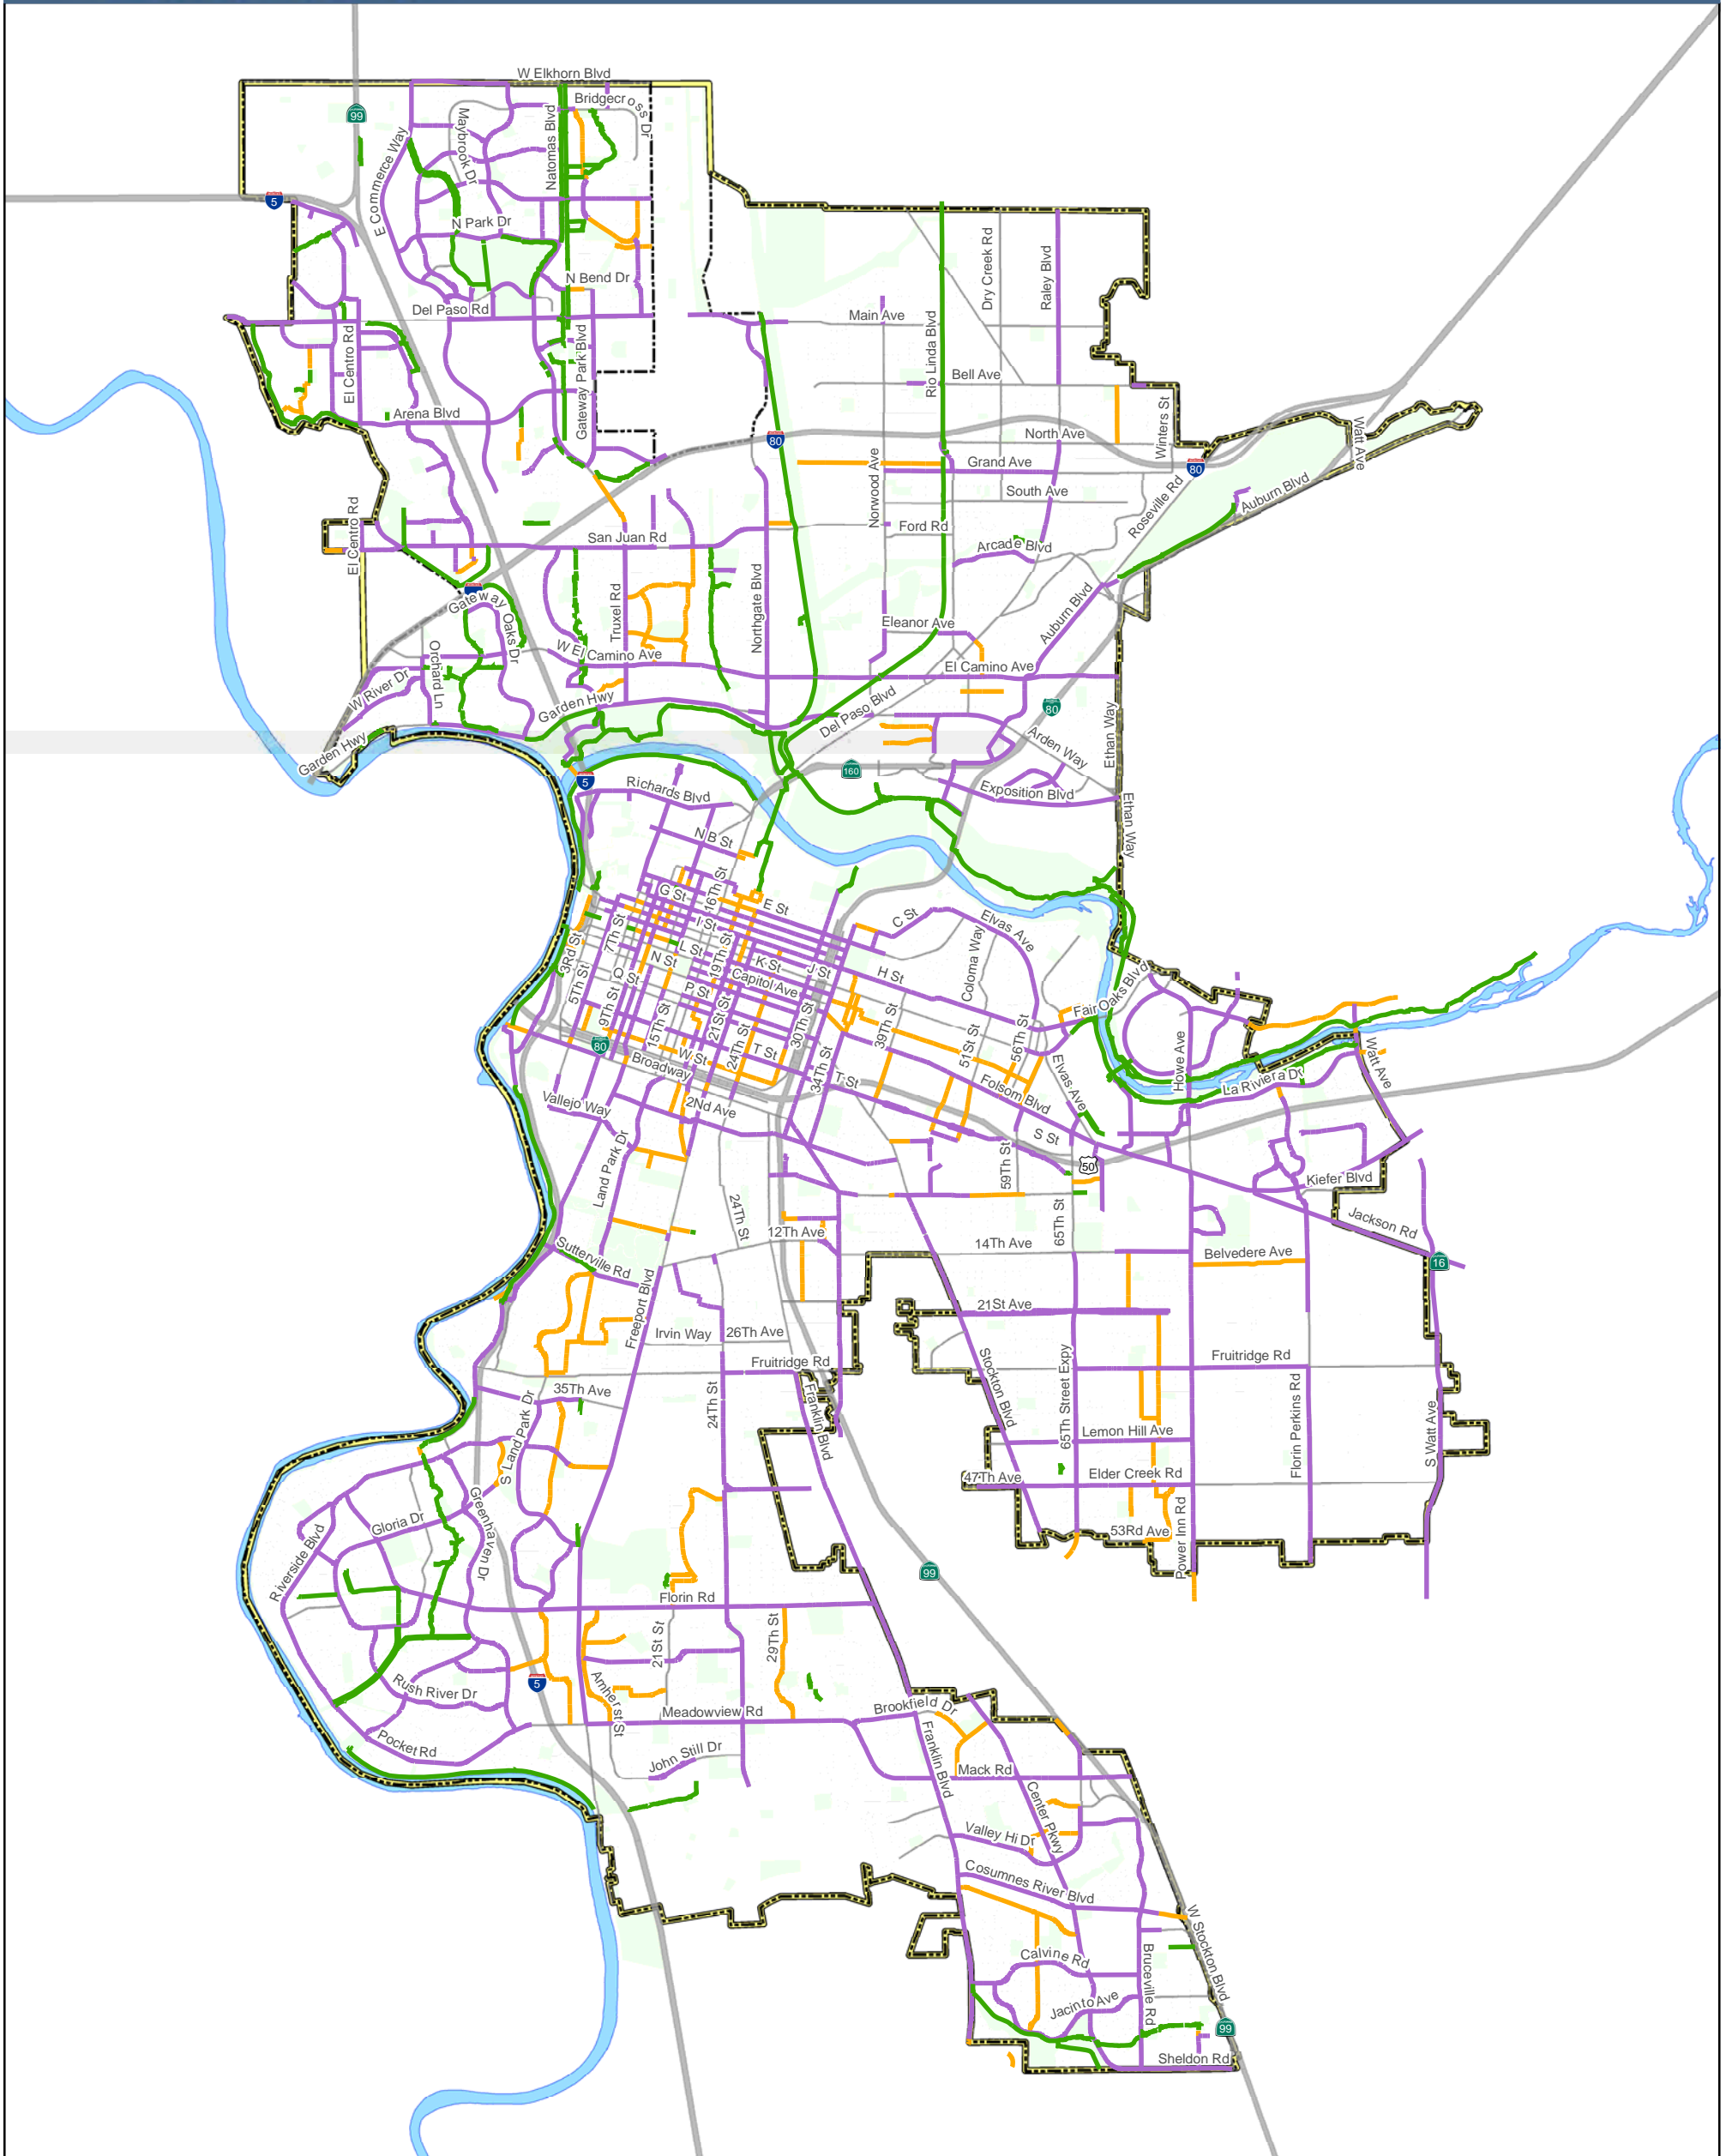 W Elkhorn Blvd
Bridgecross Dr
99
Maybrook Dr
Natomas Blvd
E Commerce Way
5
N Park Dr
Dry Creek Rd
Raley Blvd
N Bend Dr
Del Paso Rd
Main Ave
Rio Linda Blvd
El Centro Rd
Gateway Park Blvd
Bell Ave
Arena Blvd
Winters St
Watt Ave
North Ave
80
Grand Ave
80
Norwood Ave
South Ave
Auburn Blvd
Roseville Rd
El Centro Rd
Ford Rd
San Juan Rd
Arcade Blvd
Gateway Oaks Dr
Truxel Rd
Northgate Blvd
Auburn Blvd
Eleanor Ave
Orchard Ln
W El Camino Ave
El Camino Ave
W River Dr
Garden Hwy
Del Paso Blvd
80
Ethan Way
Garden Hwy
Arden Way
160
5
Richards Blvd
Exposition Blvd
Ethan Way
N B St
16Th St
G St
E St
C St
Elvas Ave
I St
7Th St
3Rd St
L St
19Th St
K St
J St
N St
H St
Coloma Way
Q St
Capitol Ave
5Th St
P St
Fair Oaks Blvd
9Th St
15Th St
21St St
30Th St
39Th St
80
W St
24Th St
T St
51St St
56Th St
Howe Ave
Watt Ave
Broadway
34Th St
T St
Elvas Ave
La Riviera Dr
Folsom Blvd
Vallejo Way
2Nd Ave
S St
Land Park Dr
50
59Th St
Kiefer Blvd
24Th St
65Th St
Jackson Rd
12Th Ave
14Th Ave
Belvedere Ave
16
Sutterville Rd
Freeport Blvd
21St Ave
Irvin Way
26Th Ave
Fruitridge Rd
Fruitridge Rd
Stockton Blvd
65Th Street Expy
35Th Ave
24Th St
Franklin Blvd
S Land Park Dr
Florin Perkins Rd
S Watt Ave
Lemon Hill Ave
47Th Ave
Elder Creek Rd
Greenhaven Dr
Gloria Dr
53Rd Ave
Power Inn Rd
Riverside Blvd
99
Florin Rd
21St St
29Th St
5
Rush River Dr
Amherst St
Meadowview Rd
Brookfield Dr
Pocket Rd
John Still Dr
Franklin Blvd
Mack Rd
Center Pkwy
Valley Hi Dr
Cosumnes River Blvd
W Stockton Blvd
Calvine Rd
Bruceville Rd
Jacinto Ave
99
Sheldon Rd